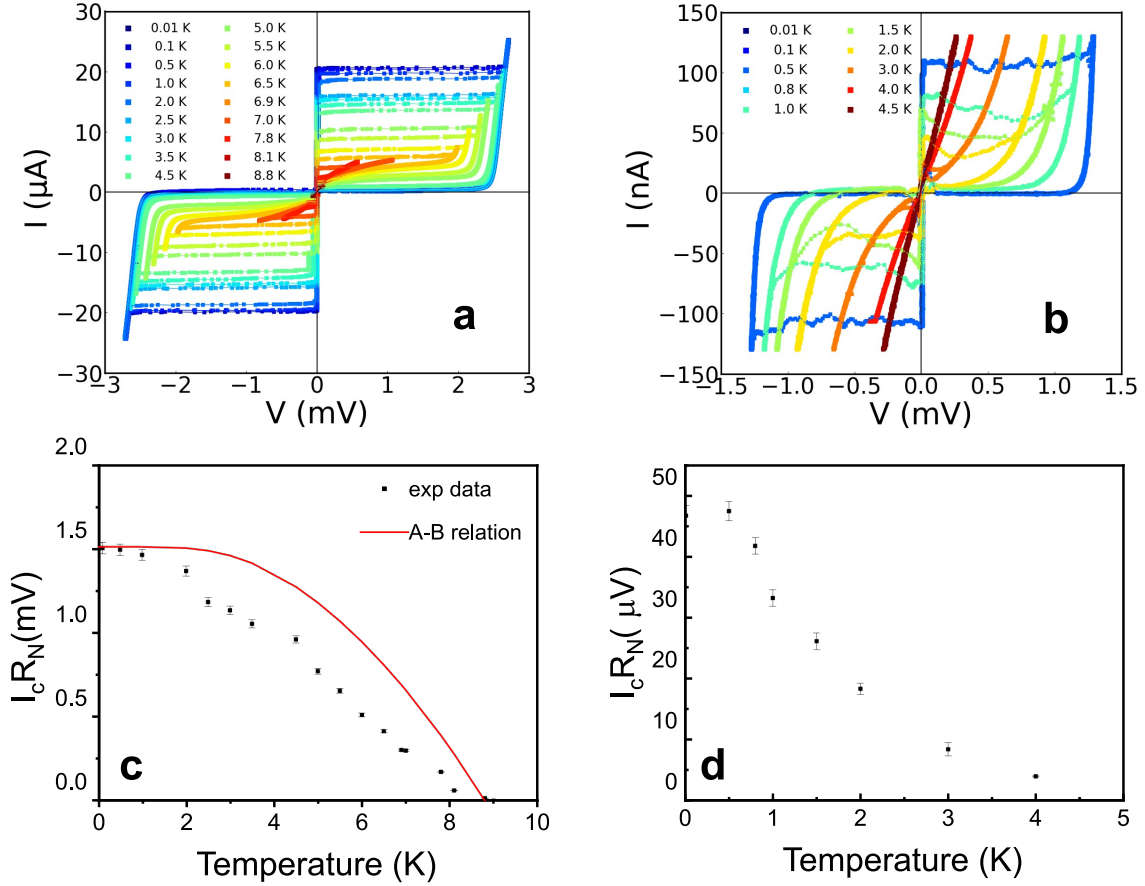 30
20
10
0
−10
−20
−30
I (μA)
0.01 K
0.1 K
0.5 K
1.0 K
2.0 K
2.5 K
3.0 K
3.5 K
4.5 K
5.0 K
5.5 K
6.0 K
6.5 K
6.9 K
7.0 K
7.8 K
8.1 K
8.8 K
a
−3
−2
−1
0
1
2
3
V (mV)
150
100
50
0
−50
−100
−150
I (nA)
0.01 K
0.1 K
0.5 K
0.8 K
1.0 K
1.5 K
2.0 K
3.0 K
4.0 K
4.5 K
b
−1.5
−1.0
−0.5
0.0
0.5
1.0
1.5
V (mV)
2.0
1.5
1.0
0.5
0.0
IcRN(mV)
exp data
A-B relation
c
0
2
4
6
8
10
Temperature (K)
50
40
30
20
10
0
IcRN( μV)
d
0
1
2
3
4
5
Temperature (K)